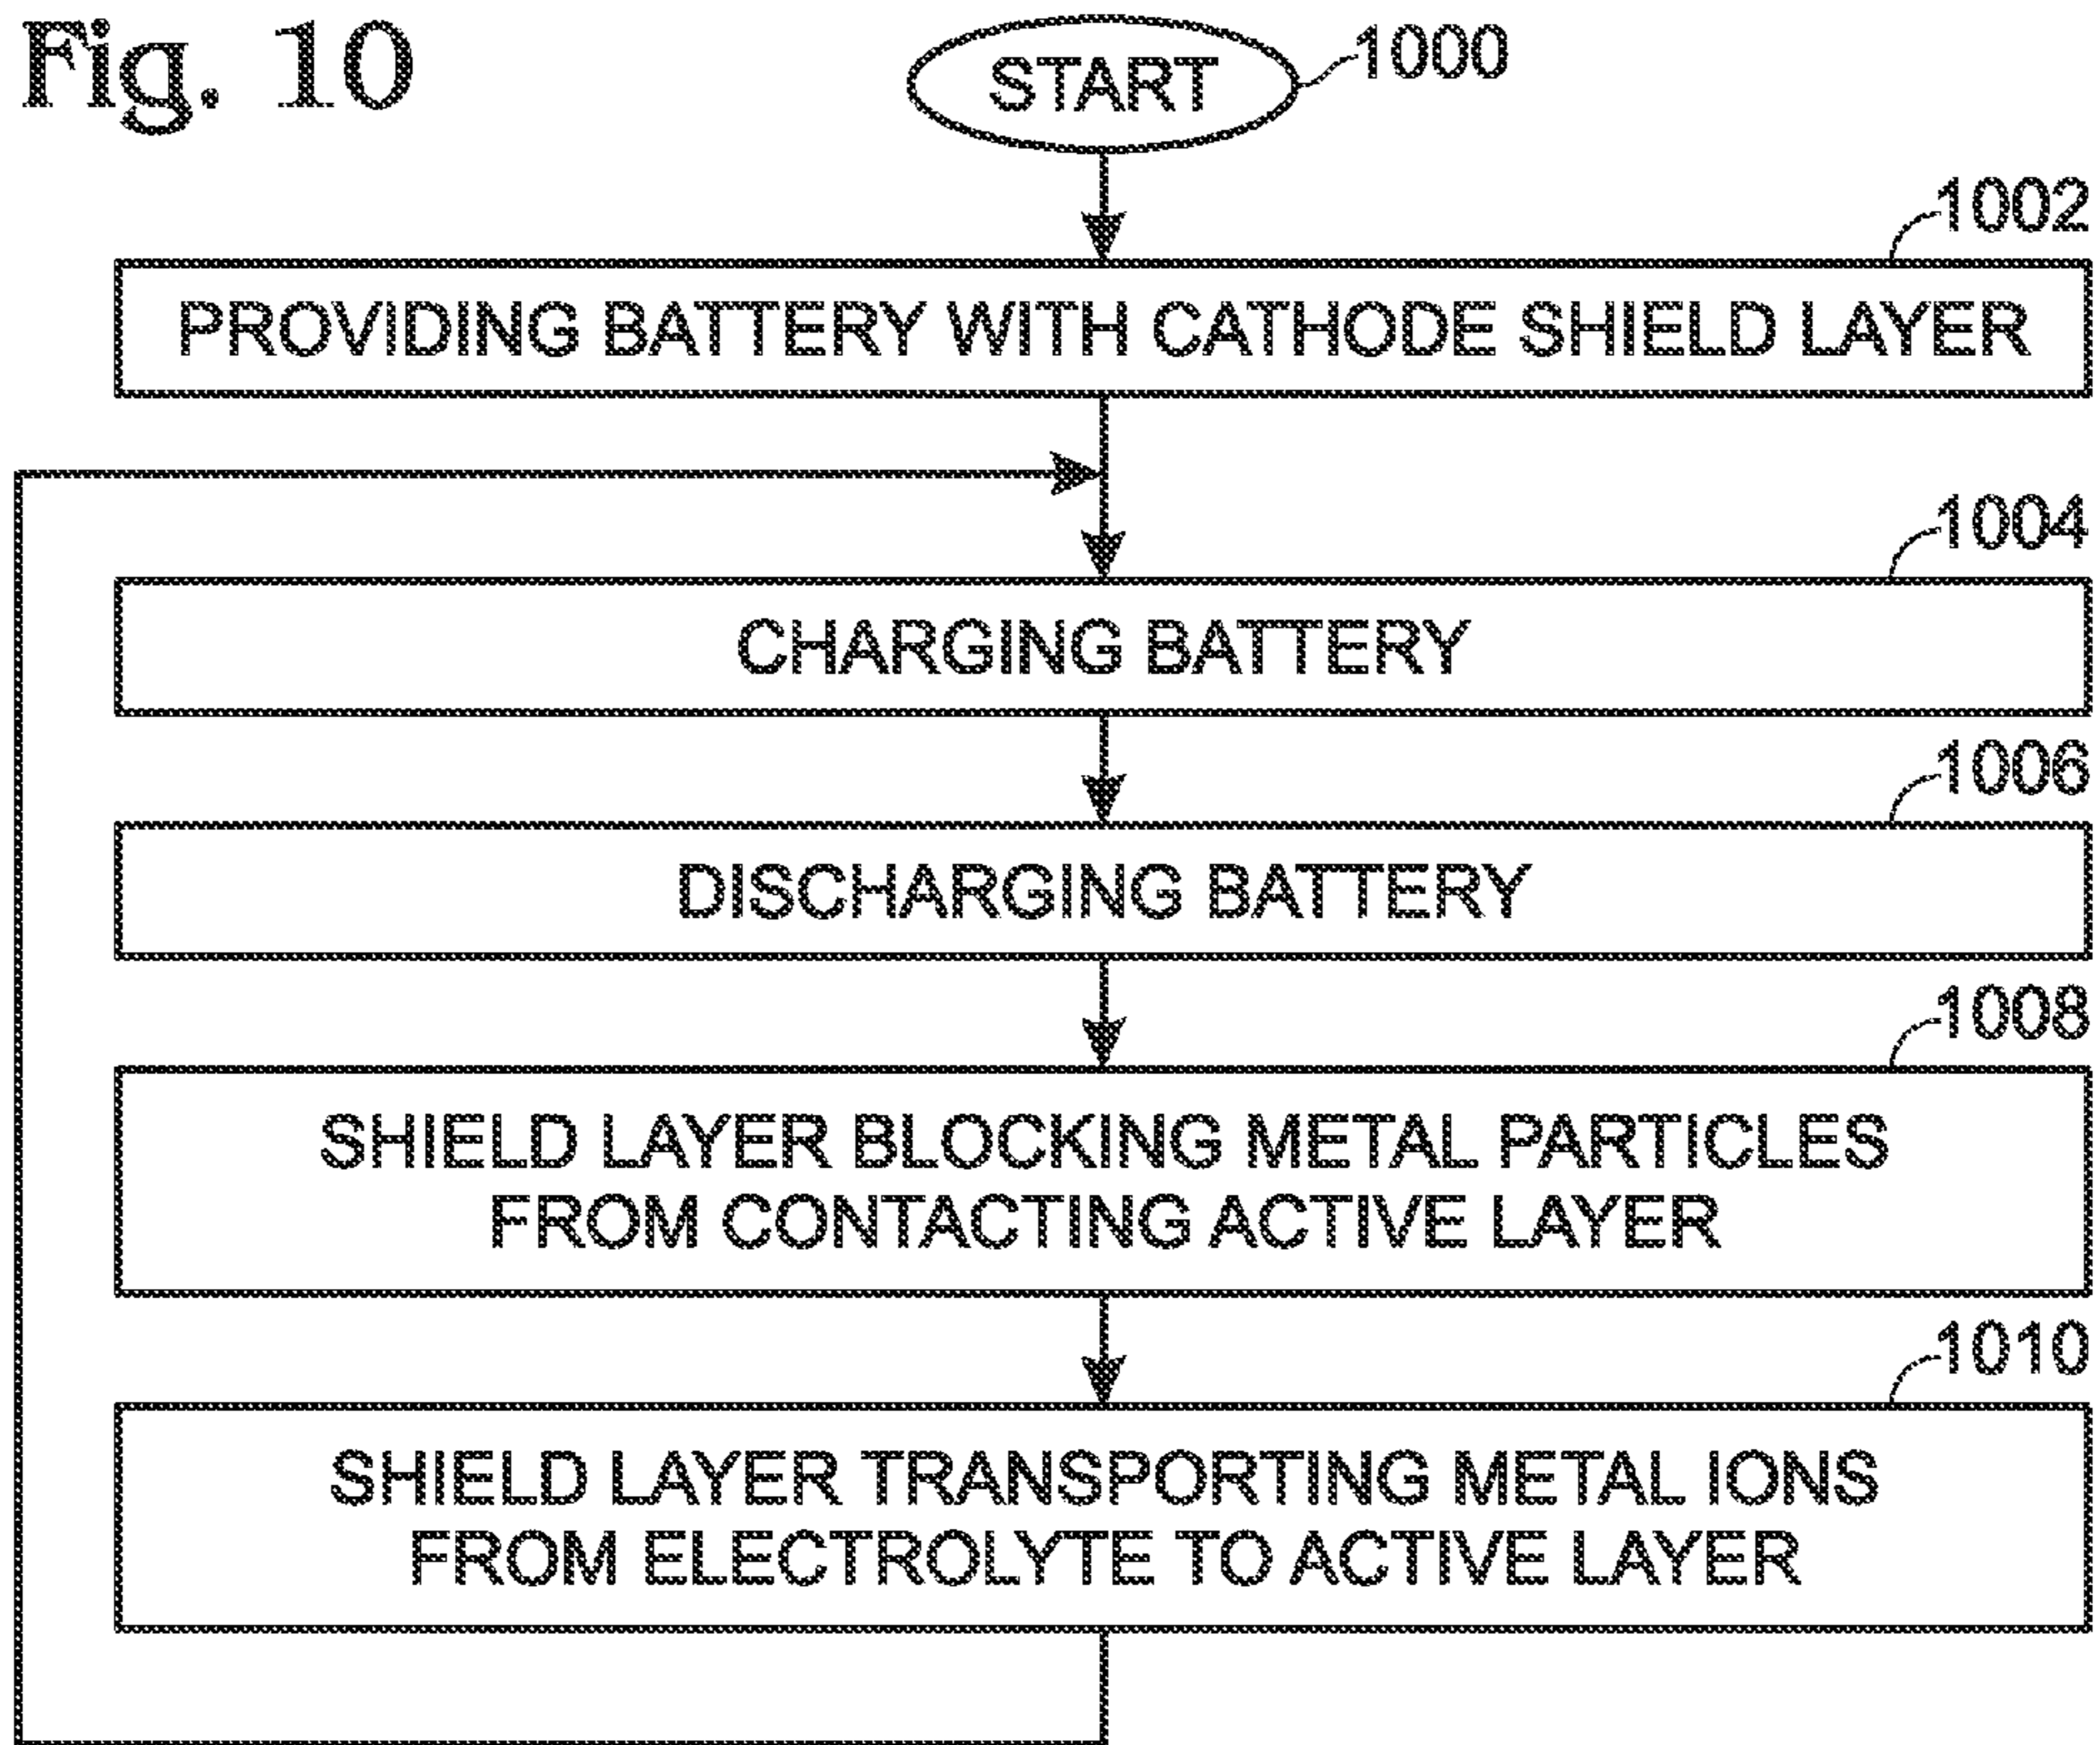 Fig. 10
START
1000
1002
PROVIDING BATTERY WITH CATHODE SHIELD LAYER
1004
CHARGING BATTERY
1006
DISCHARGING BATTERY
1008
SHIELD LAYER BLOCKING METAL PARTICLES
FROM CONTACTING ACTIVE LAYER
1010
SHIELD LAYER TRANSPORTING METAL IONS
FROM ELECTROLYTE TO ACTIVE LAYER